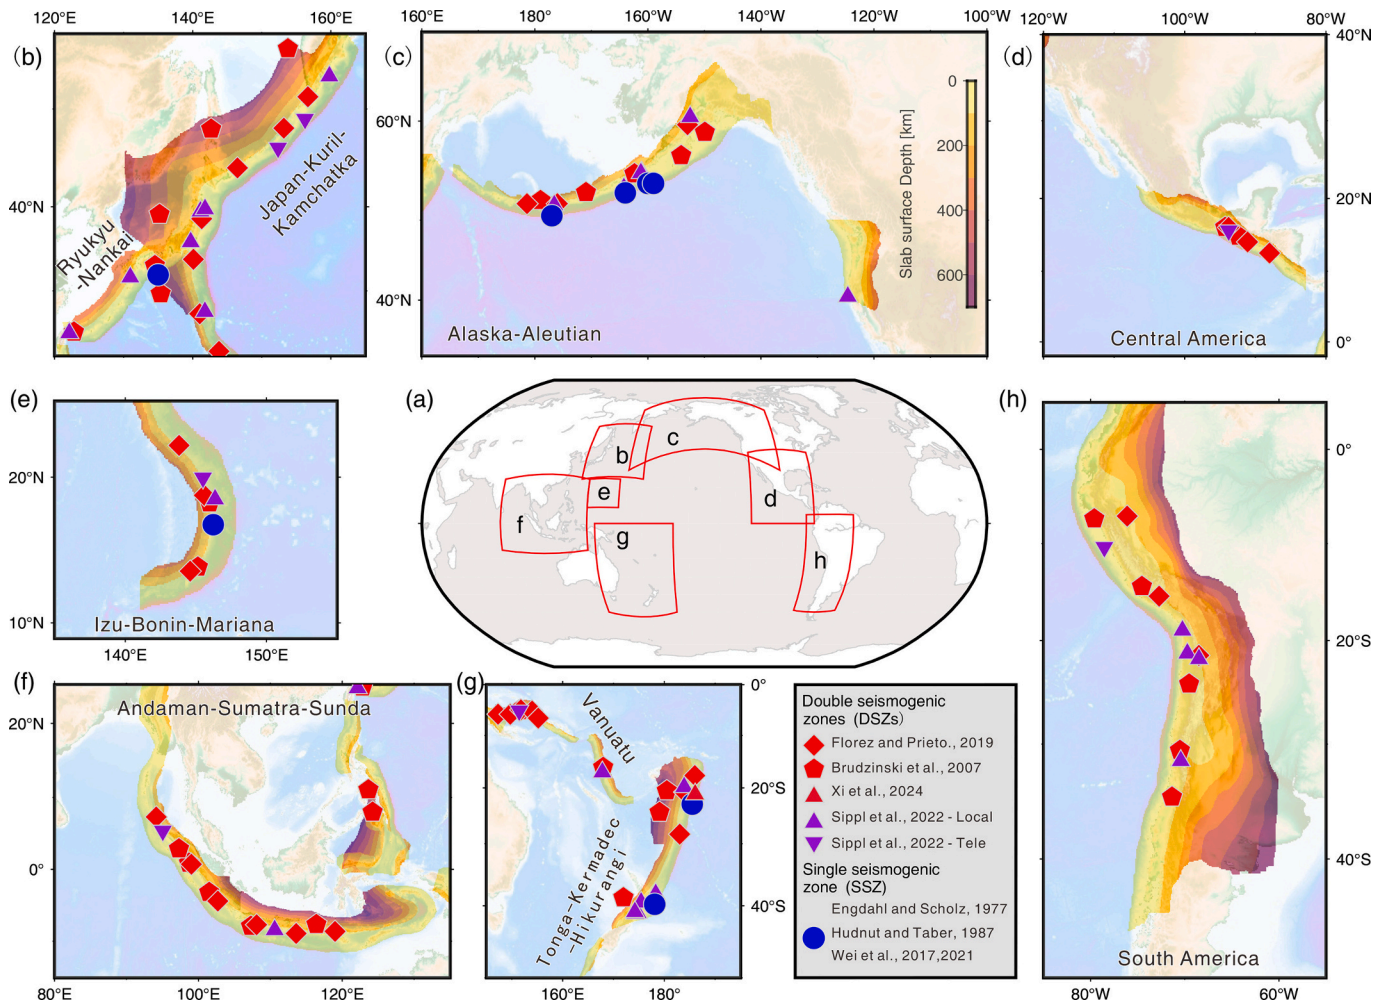 120°E 140°E 160°E
160°E 180° 160°W 140°W 120°W 100°W
120°W 100°W 80°W
(b)
40°N
Japan-Kuril-
Kamchatka
Ryukyu
-Nankai
(c)
60°N
40°N
Alaska-Aleutian
Slab surface Depth [km]
0
200
400
600
(d)
40°N
20°N
0°
Central America
(e)
20°N
10°N
Izu-Bonin-Mariana
140°E 150°E
(a)
b
c
d
e
f
g
h
(h)
0°
20°S
40°S
South America
80°W 60°W
(f)
Andaman-Sumatra-Sunda
20°N
0°
80°E 100°E 120°E
(g)
0°
20°S
40°S
Vanuatu
Tonga-Kermadec
-Hikurangi
160°E 180°
Double seismogenic
zones (DSZs)
Florez and Prieto., 2019
Brudzinski et al., 2007
Xi et al., 2024
Sippl et al., 2022 - Local
Sippl et al., 2022 - Tele
Single seismogenic
zone (SSZ)
Engdahl and Scholz, 1977
Hudnut and Taber, 1987
Wei et al., 2017,2021